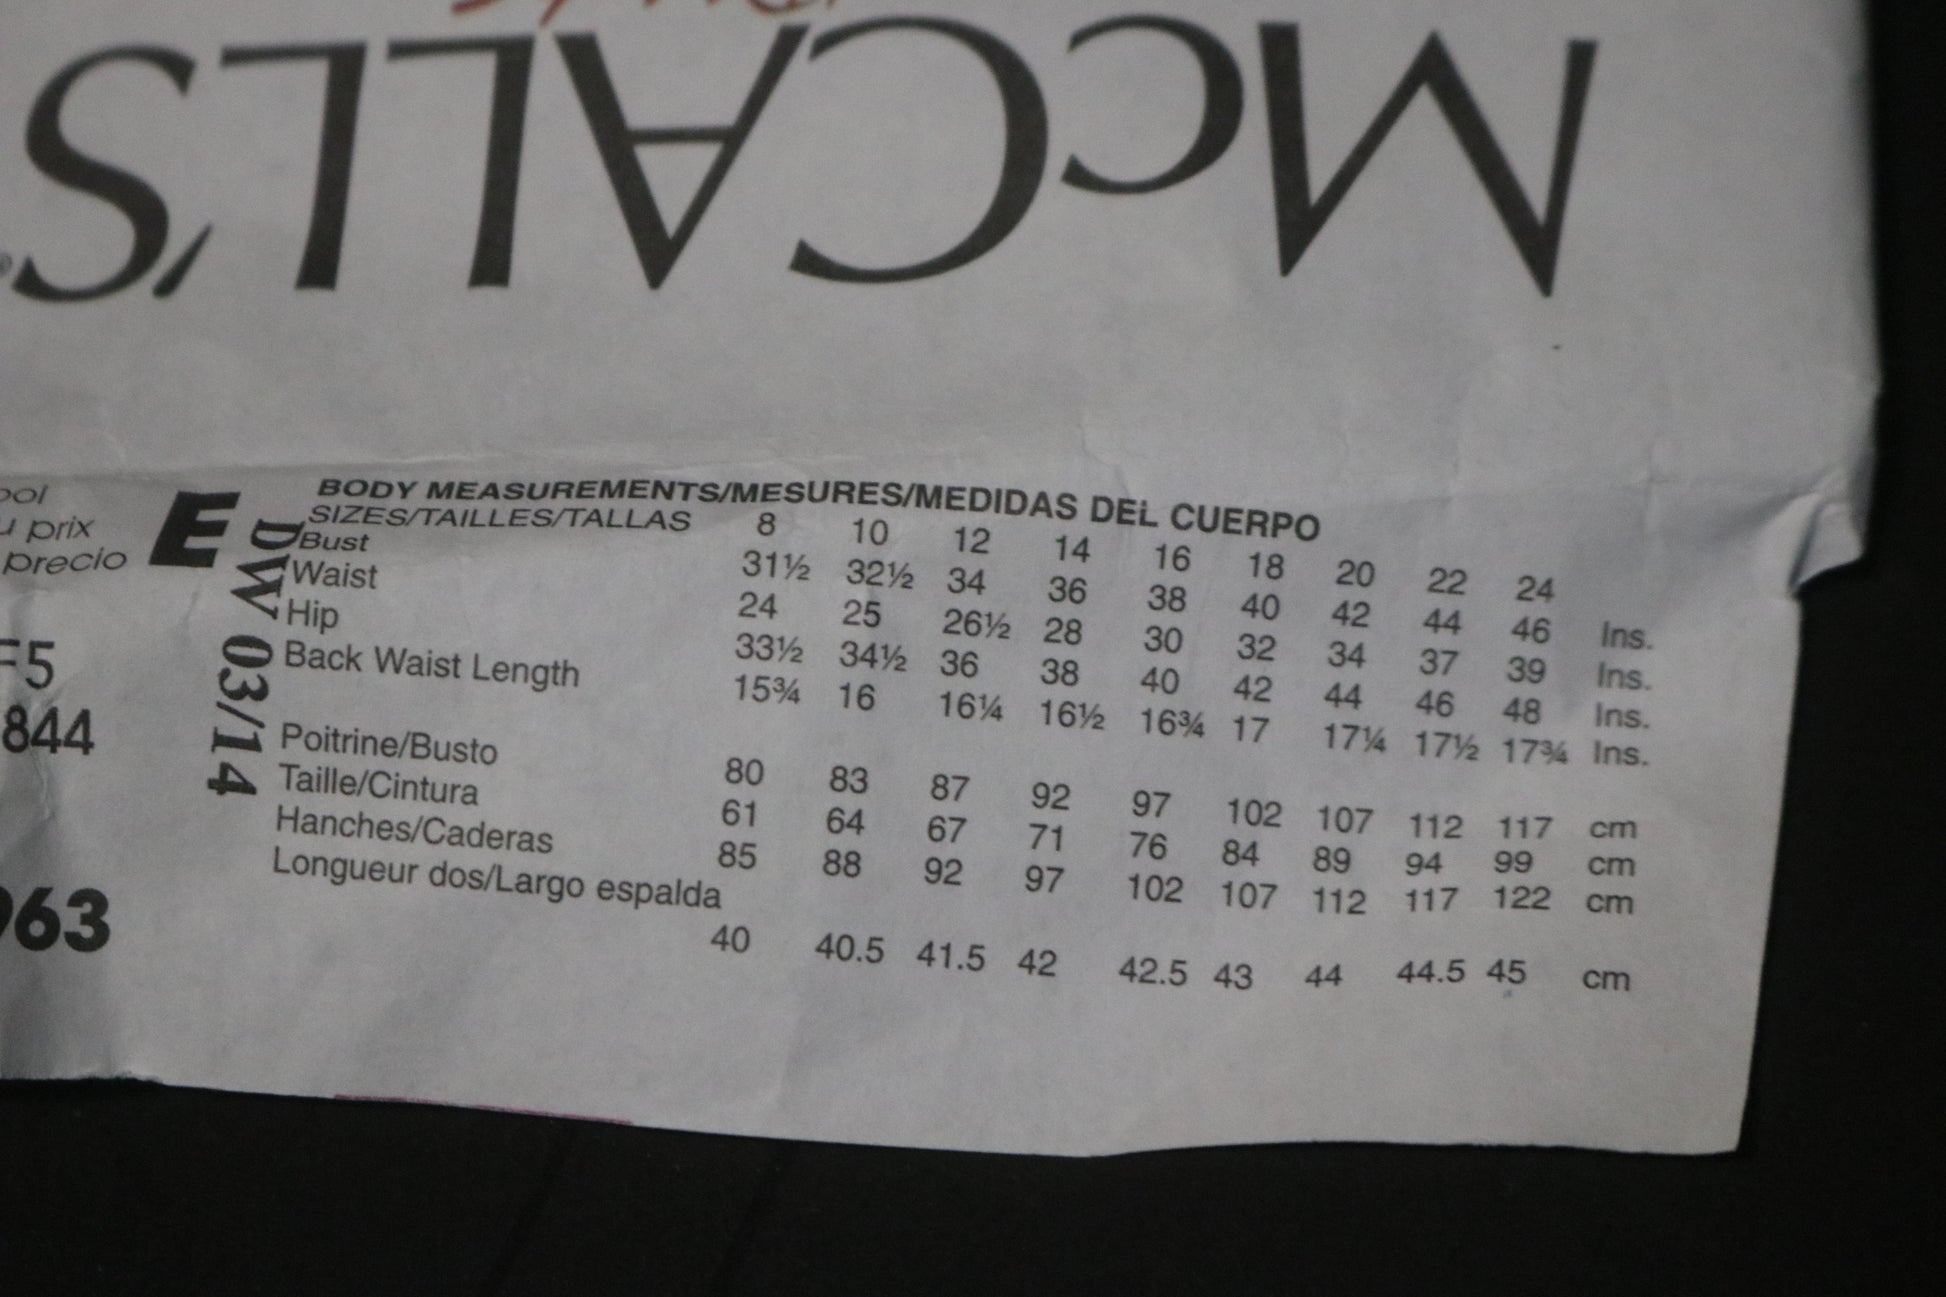 McCALL'S®
BODY MEASUREMENTS/MESURES/MEDIDAS DEL CUERPO
SIZES/TAILLES/TALLAS 8 10 12 14 16 18 20 22 24
Bust 31½ 32½ 34 36 38 40 42 44 46 Ins.
Waist 24 25 26½ 28 30 32 34 37 39 Ins.
Hip 33½ 34½ 36 38 40 42 44 46 48 Ins.
Back Waist Length 15¾ 16 16¼ 16½ 16¾ 17 17¼ 17½ 17¾ Ins.
Poitrine/Busto 80 83 87 92 97 102 107 112 117 cm
Taille/Cintura 61 64 67 71 76 84 89 94 99 cm
Hanches/Caderas 85 88 92 97 102 107 112 117 122 cm
Longueur dos/Largo espalda
40 40.5 41.5 42 42.5 43 44 44.5 45 cm
E
DW 03/14
prix
precio
F5
844
963